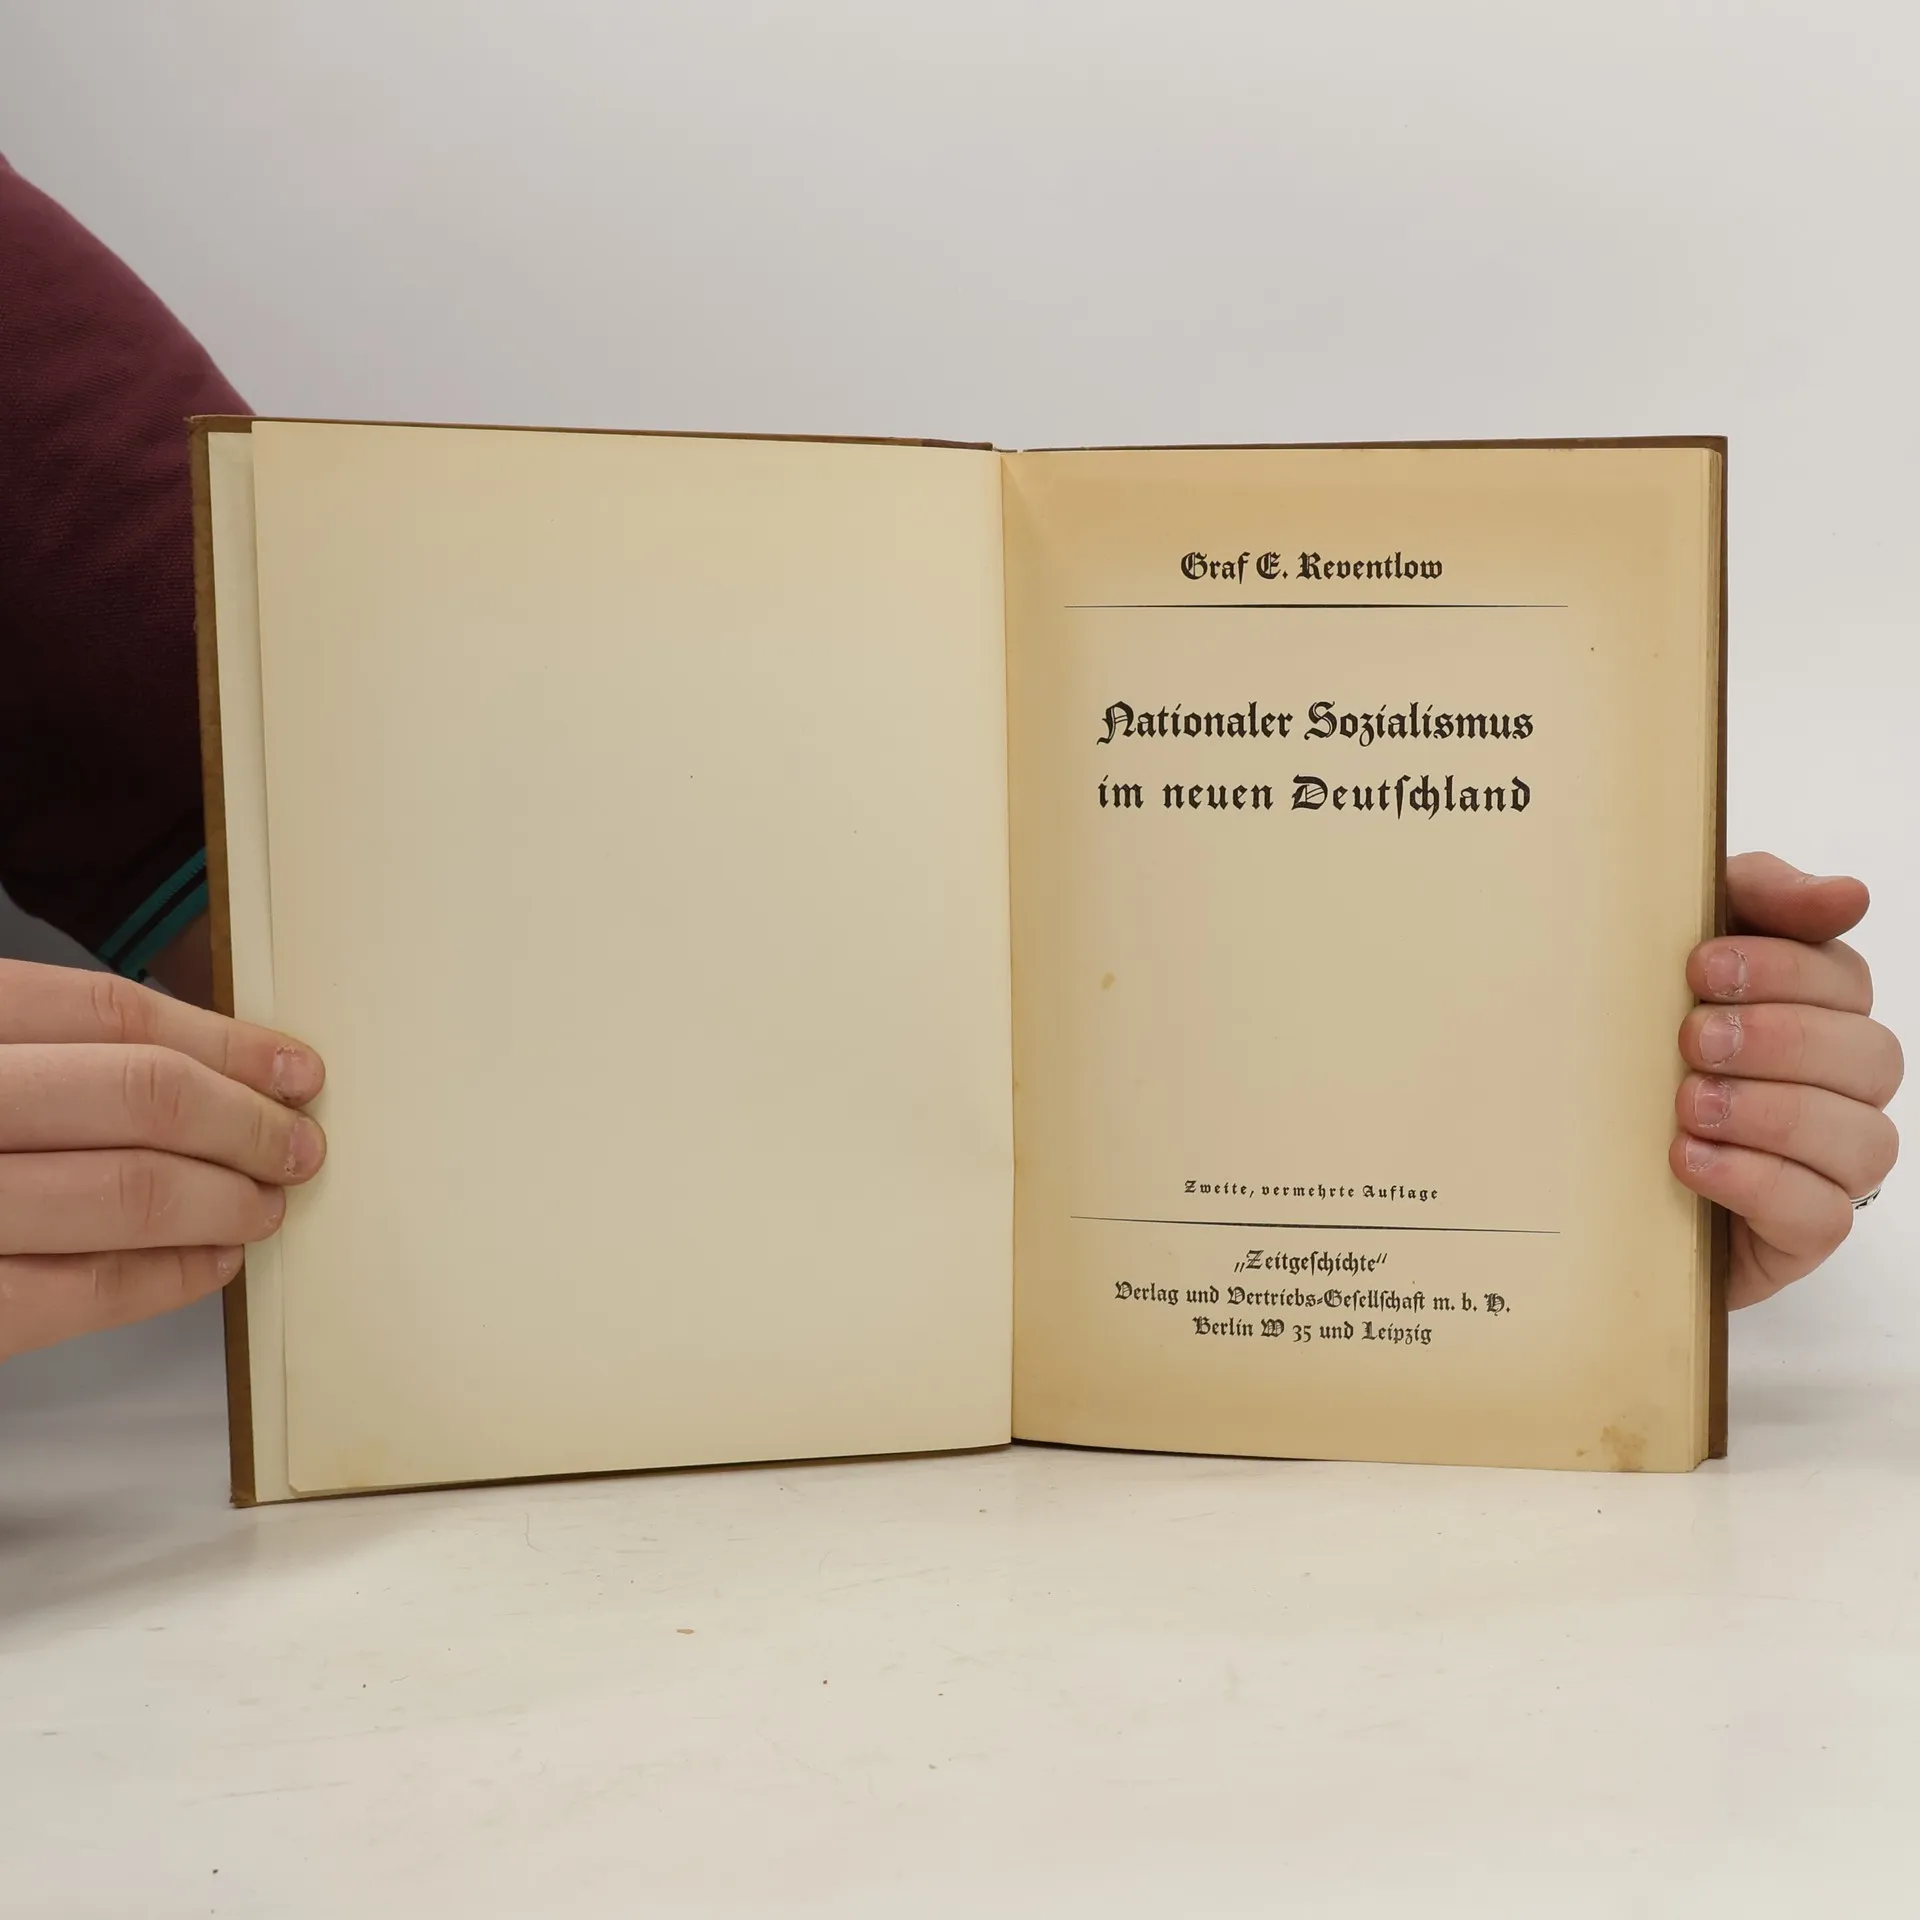 Graf E. Reventlow
Nationaler Sozialismus
im neuen Deutſchland
Zweite, vermehrte Auflage
„Zeitgeſchichte“
Verlag und Vertriebs-Geſellſchaft m. b. H.
Berlin W 35 und Leipzig